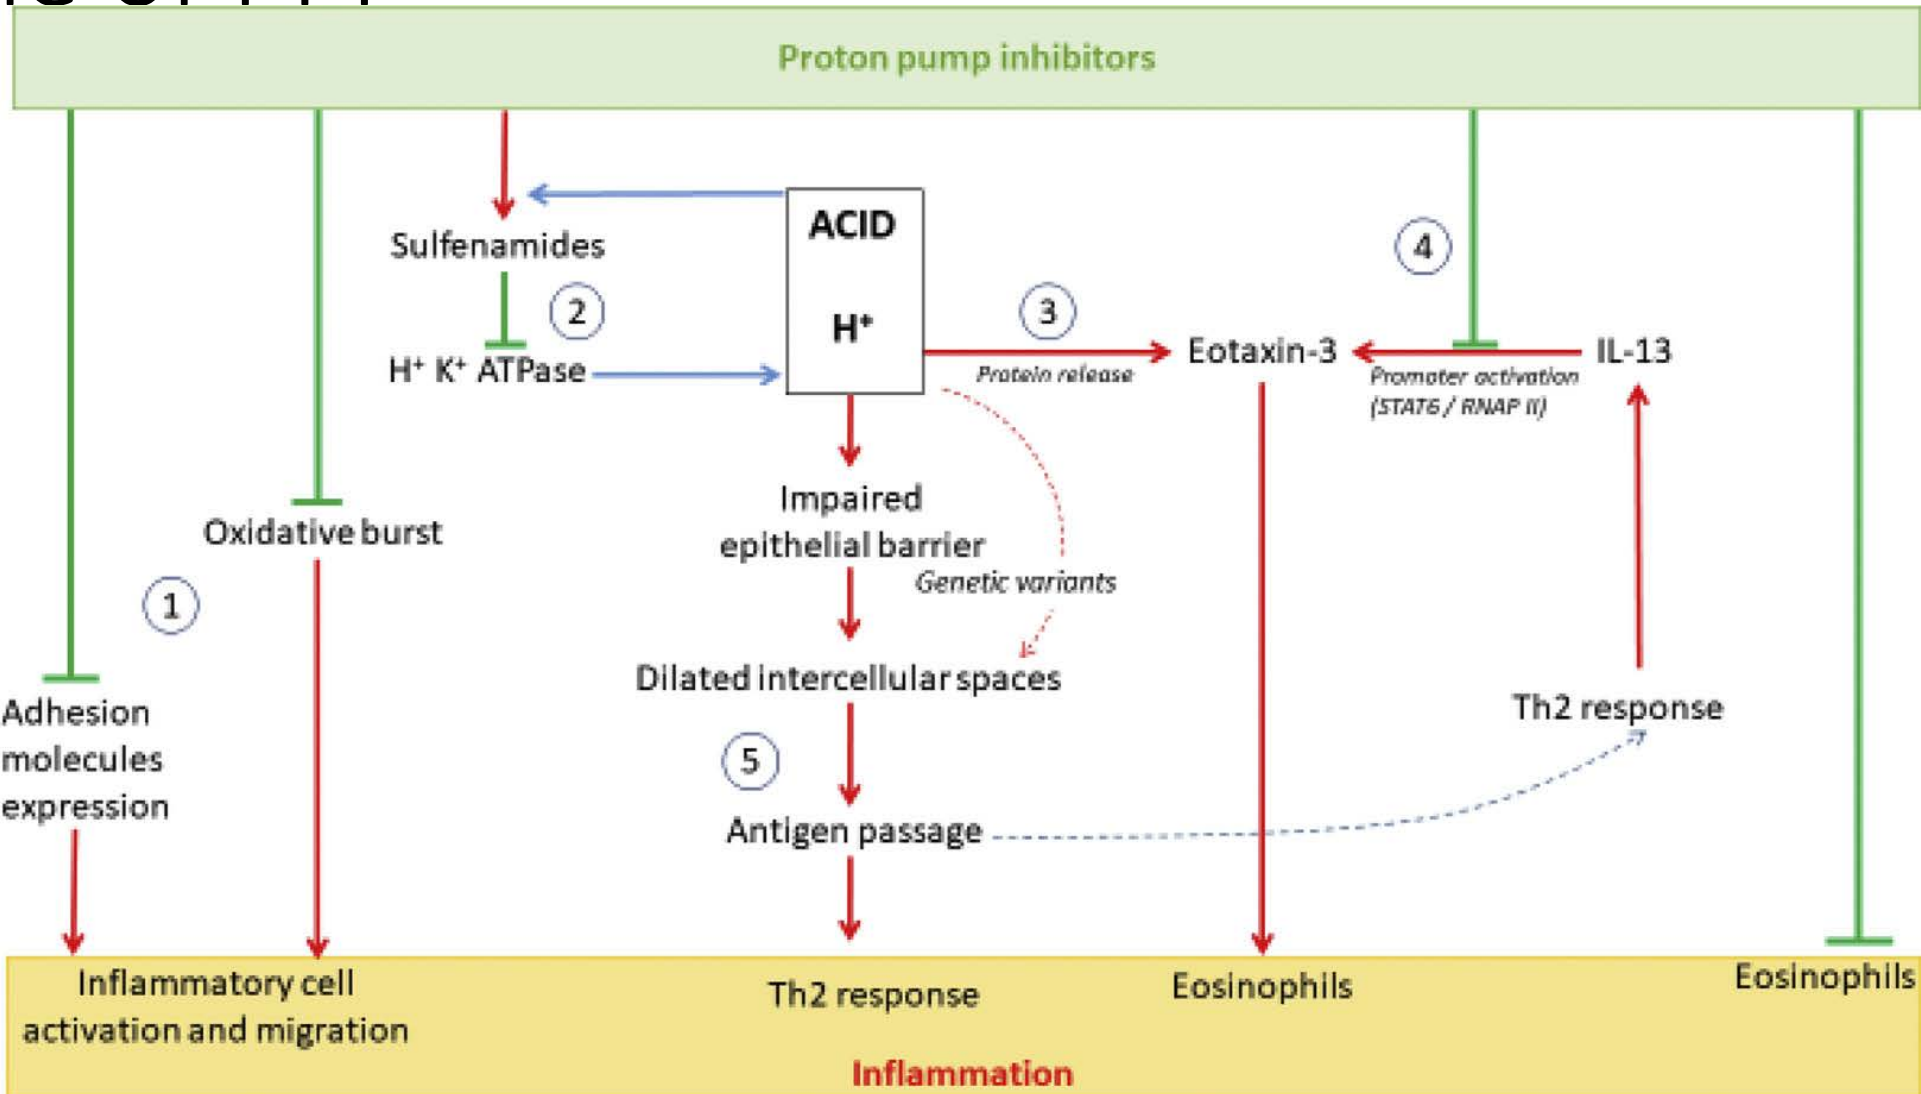 Proton pump inhibitors
ACID
H⁺
Sulfenamides
2
H⁺ K⁺ ATPase
3
Protein release
Eotaxin-3
4
IL-13
Promoter activation
(STAT6 / RNAP II)
Impaired
epithelial barrier
Genetic variants
Oxidative burst
1
Dilated intercellular spaces
Adhesion
molecules
expression
5
Th2 response
Antigen passage
Inflammatory cell
activation and migration
Th2 response
Eosinophils
Eosinophils
Inflammation